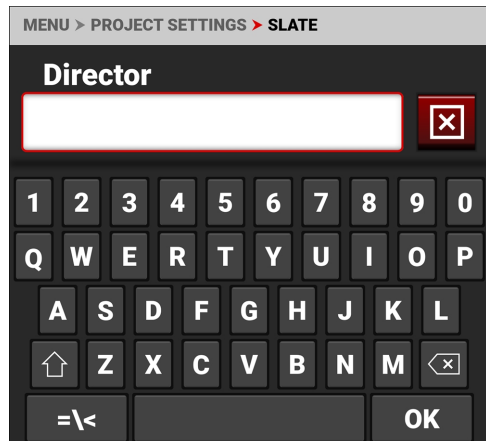 MENU > PROJECT SETTINGS > SLATE
Director
1 2 3 4 5 6 7 8 9 0
Q W E R T Y U I O P
A S D F G H J K L
Z X C V B N M
=\< OK